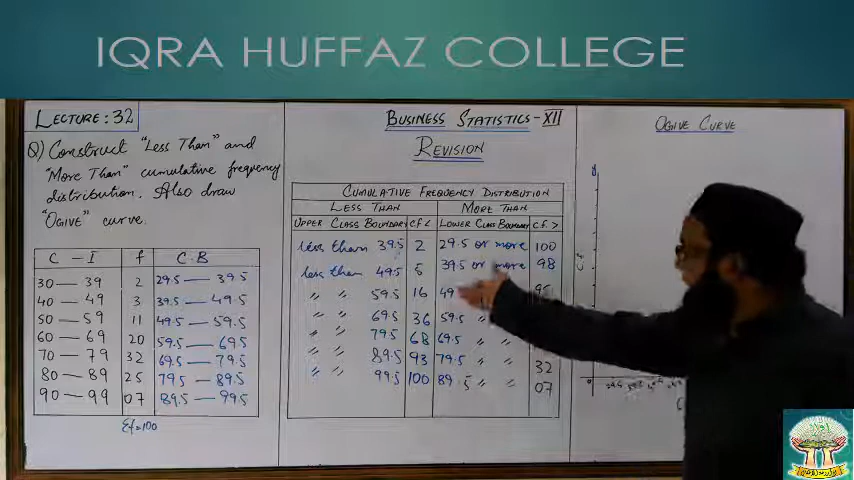 IQRA HUFFAZ COLLEGE
LECTURE: 32
Q) Construct "Less Than" and
"More Than" cumulative frequency
distribution. Also draw
"Ogive" curve.
C - I f C.B
30 — 39 2 29.5 — 39.5
40 — 49 3 39.5 — 49.5
50 — 59 11 49.5 — 59.5
60 — 69 20 59.5 — 69.5
70 — 79 32 69.5 — 79.5
80 — 89 25 79.5 — 89.5
90 — 99 07 89.5 — 99.5
Σf=100
BUSINESS STATISTICS-XII
REVISION
CUMULATIVE FREQUENCY DISTRIBUTION
LESS THAN MORE THAN
UPPER CLASS BOUNDARY C.F < LOWER CLASS BOUNDARY C.F. >
less than 39.5 2 29.5 or more 100
less than 49.5 5 39.5 or more 98
" " 59.5 16 49 95
" " 69.5 36 59.5
" " 79.5 68 69.5 " "
" " 89.5 93 79.5 " " 32
" " 99.5 100 89.5 " " 07
OGIVE CURVE
y
C.F
0